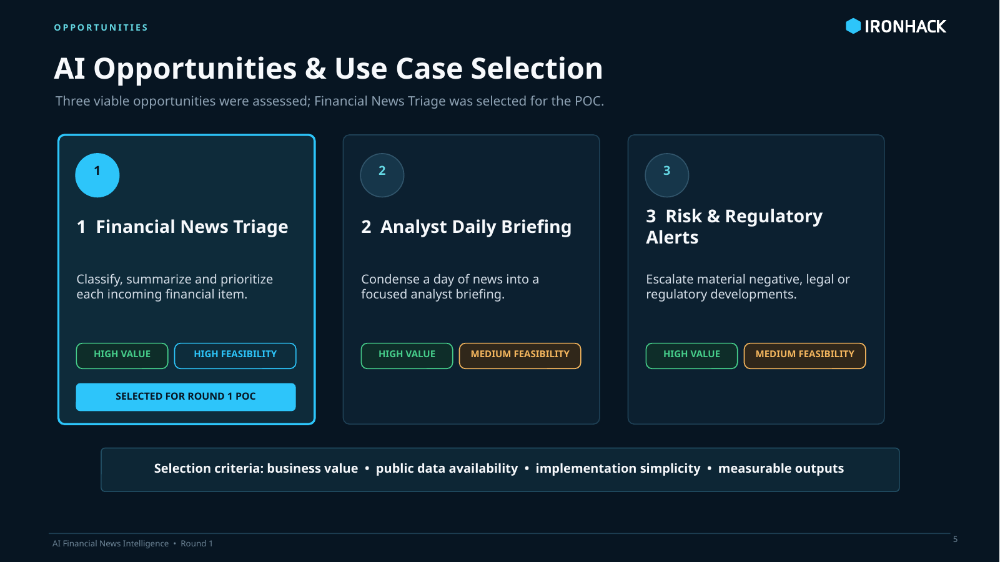 OPPORTUNITIES
IRONHACK
AI Opportunities & Use Case Selection
Three viable opportunities were assessed; Financial News Triage was selected for the POC.
1
1 Financial News Triage
Classify, summarize and prioritize
each incoming financial item.
HIGH VALUE
HIGH FEASIBILITY
SELECTED FOR ROUND 1 POC
2
2 Analyst Daily Briefing
Condense a day of news into a
focused analyst briefing.
HIGH VALUE
MEDIUM FEASIBILITY
3
3 Risk & Regulatory
Alerts
Escalate material negative, legal or
regulatory developments.
HIGH VALUE
MEDIUM FEASIBILITY
Selection criteria: business value • public data availability • implementation simplicity • measurable outputs
AI Financial News Intelligence • Round 1
5